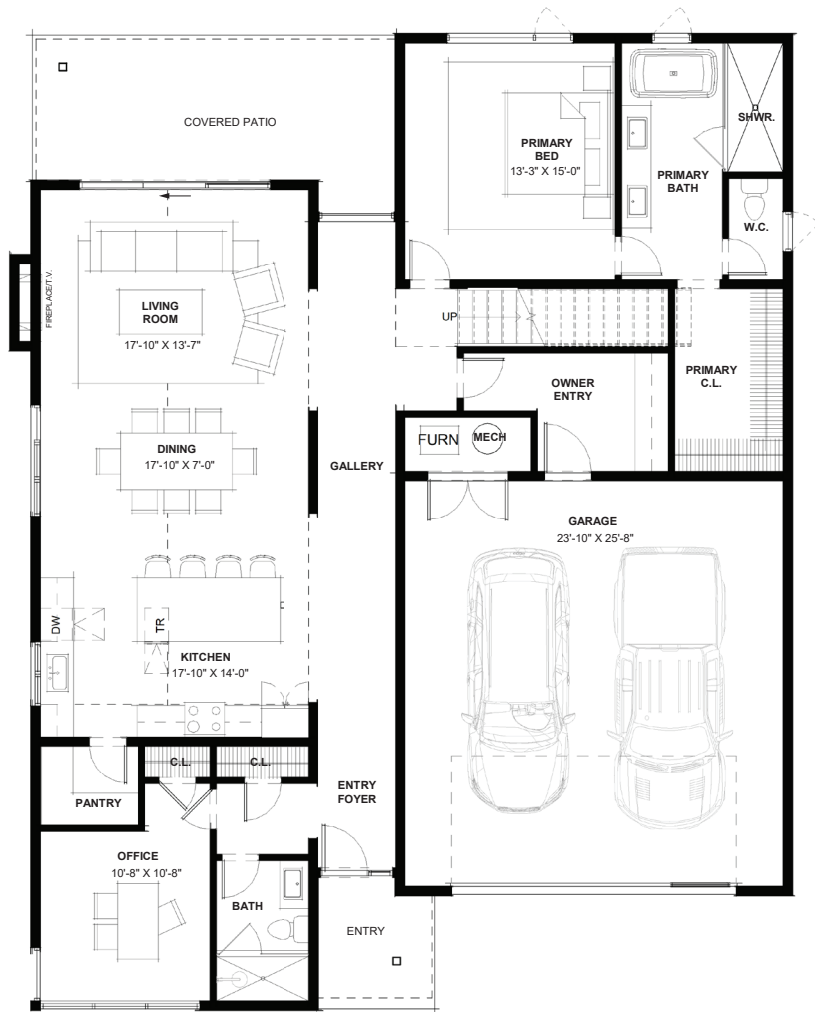 COVERED PATIO
PRIMARY
BED
13'-3" X 15'-0"
SHWR.
PRIMARY
BATH
W.C.
FIREPLACE/T.V.
LIVING
ROOM
17'-10" X 13'-7"
UP
PRIMARY
C.L.
OWNER
ENTRY
DINING
17'-10" X 7'-0"
GALLERY
FURN
MECH
GARAGE
23'-10" X 25'-8"
DW
TR
KITCHEN
17'-10" X 14'-0"
C.L.
C.L.
PANTRY
ENTRY
FOYER
OFFICE
10'-8" X 10'-8"
BATH
ENTRY